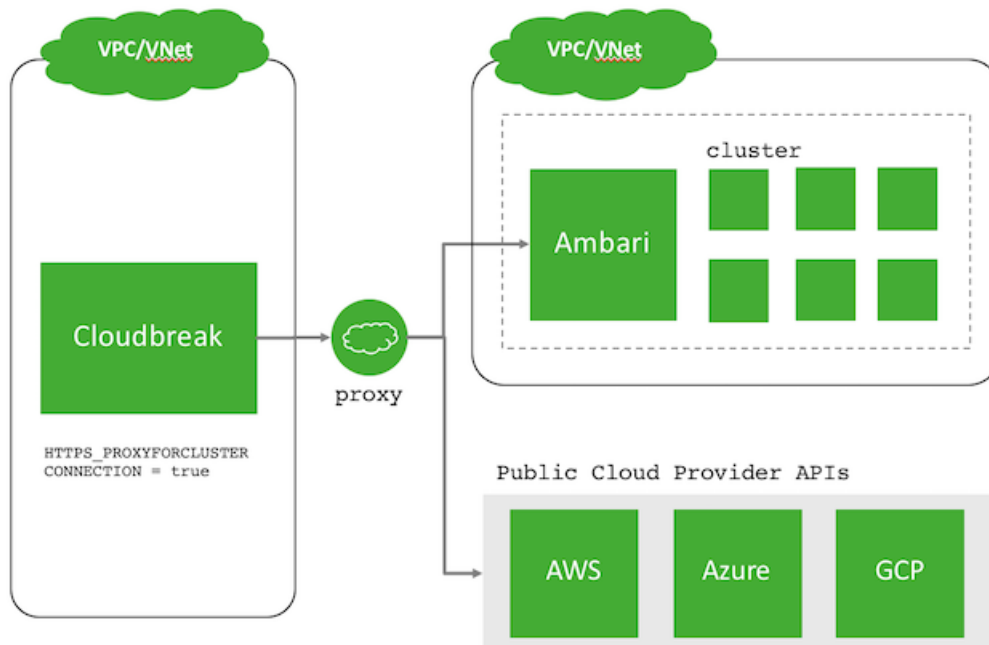 VPC/VNet
VPC/VNet
cluster
Ambari
Cloudbreak
proxy
HTTPS_PROXYFORCLUSTER
CONNECTION = true
Public Cloud Provider APIs
AWS
Azure
GCP